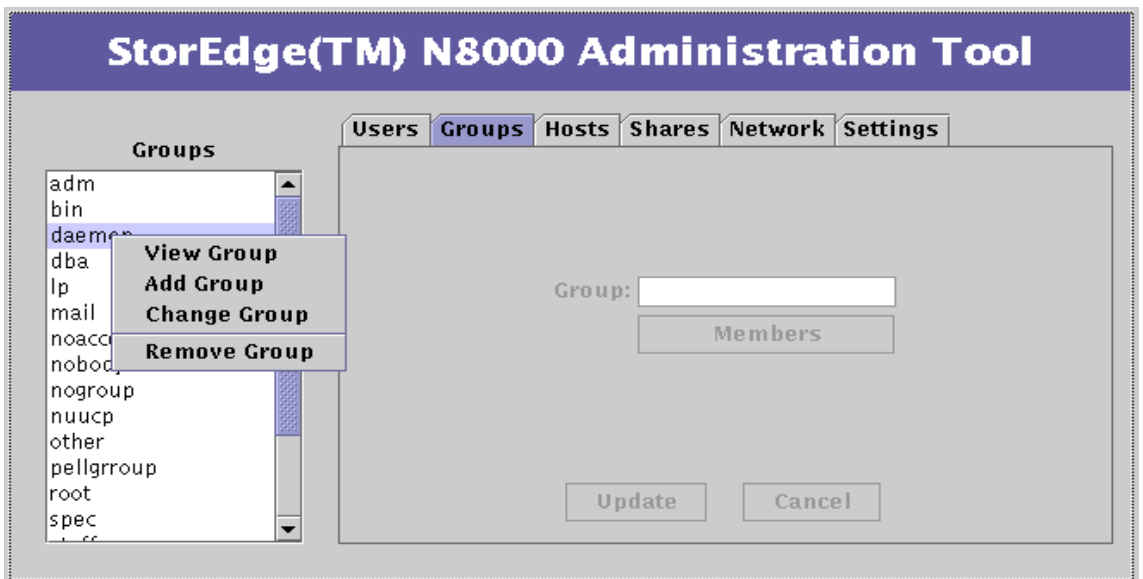 StorEdge(TM) N8000 Administration Tool
Users Groups Hosts Shares Network Settings
Groups
adm
bin
daemon
dba
lp
mail
nogroup
nuucp
other
pellgrroup
root
spec
View Group
Add Group
Change Group
Remove Group
Group:
Members
Update Cancel